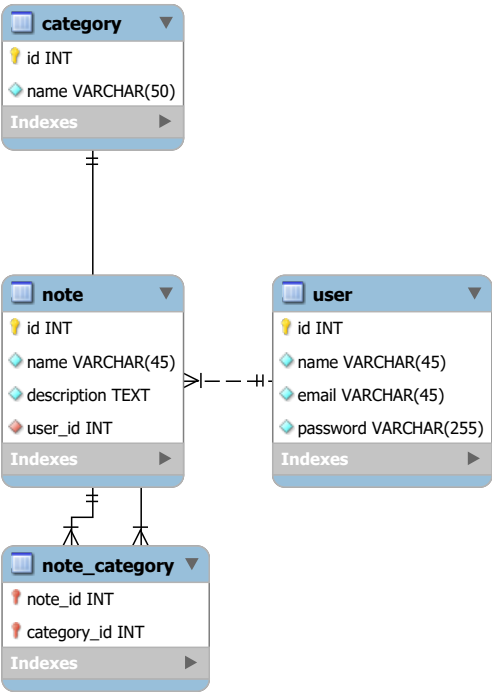 category
id INT
name VARCHAR(50)
Indexes
note
id INT
name VARCHAR(45)
description TEXT
user_id INT
Indexes
user
id INT
name VARCHAR(45)
email VARCHAR(45)
password VARCHAR(255)
Indexes
note_category
note_id INT
category_id INT
Indexes